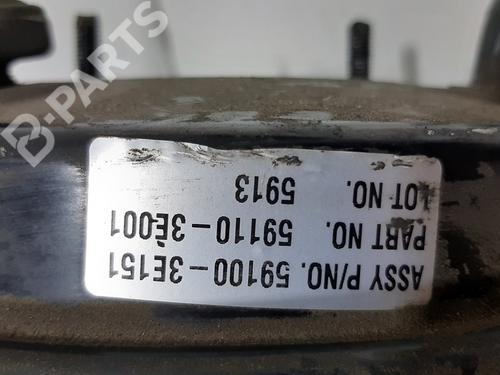 ASSY P/NO. 59100-3E151
PART NO. 59110-3E001
LOT NO. 5913
B-PARTS